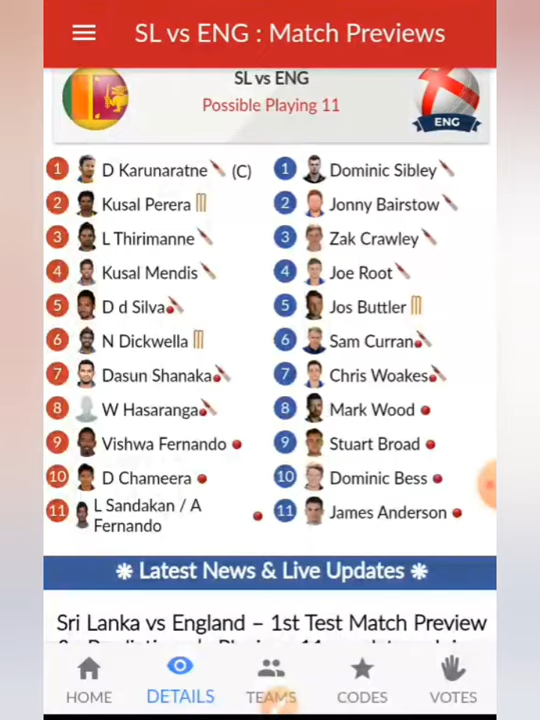 SL vs ENG : Match Previews
SL vs ENG
Possible Playing 11
ENG
1 D Karunaratne (C)
1 Dominic Sibley
2 Kusal Perera
2 Jonny Bairstow
3 L Thirimanne
3 Zak Crawley
4 Kusal Mendis
4 Joe Root
5 D d Silva
5 Jos Buttler
6 N Dickwella
6 Sam Curran
7 Dasun Shanaka
7 Chris Woakes
8 W Hasaranga
8 Mark Wood
9 Vishwa Fernando
9 Stuart Broad
10 D Chameera
10 Dominic Bess
11 L Sandakan / A
Fernando
11 James Anderson
Latest News & Live Updates
Sri Lanka vs England – 1st Test Match Preview
HOME DETAILS TEAMS CODES VOTES